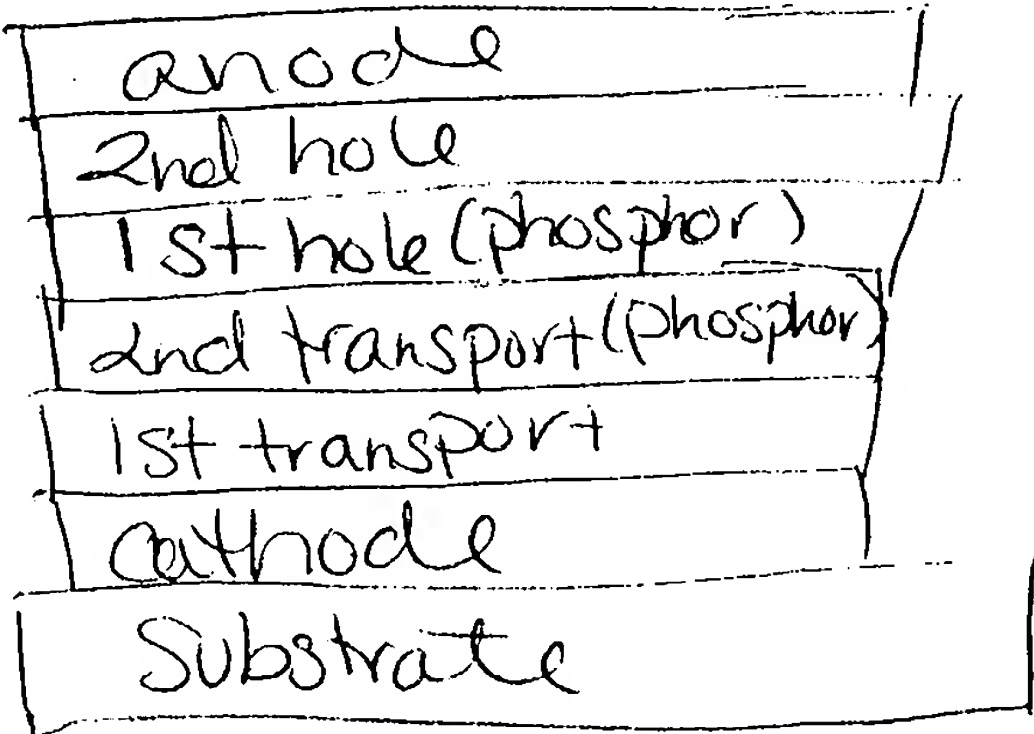 anode
2nd hole
1st hole (phosphor)
2nd transport (phosphor)
1st transport
cathode
Substrate